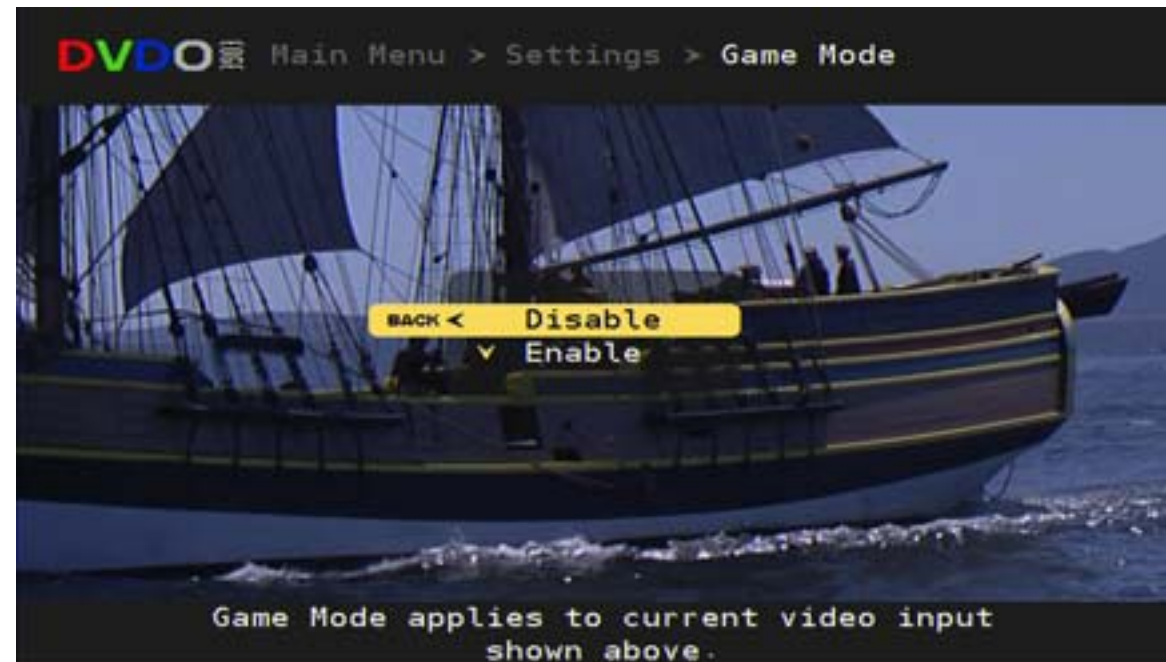 DVDO Main Menu > Settings > Game Mode
BACK < Disable
Enable
Game Mode applies to current video input
shown above.